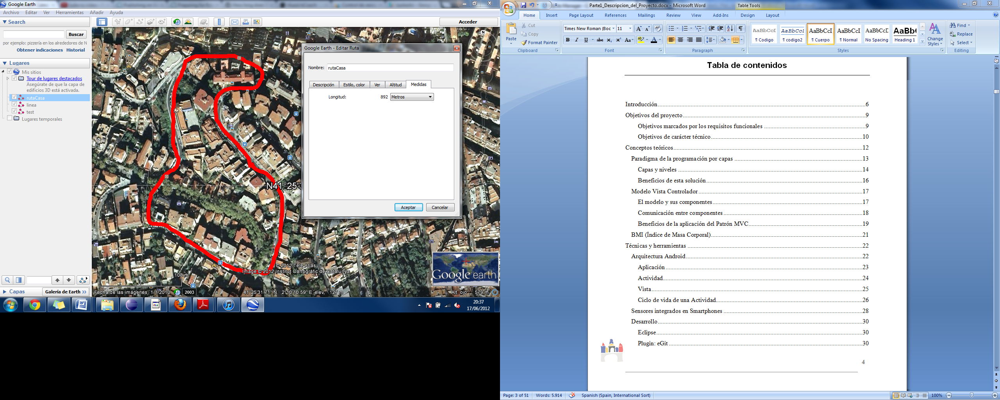 Google Earth
Archivo Editar Ver Herramientas Añadir Ayuda
Search
Buscar
por ejemplo: pizzería en los alrededores de N
Obtener indicaciones Historial
Lugares
Mis sitios
Tour de lugares destacados
Asegúrate de que la capa de
edificios 3D está activada.
rutaCasa
linea
test
Lugares temporales
Capas
Galería de Earth >>
Acceder
N
Google Earth - Editar Ruta
Nombre: rutaCasa
Descripción Estilo, color Ver Altitud Medidas
Longitud: 892 Metros
Aceptar Cancelar
N41°25'3
© 2012 Tele Atlas
Image © 2012 Institut Cartogràfic de Catalunya
108 m
Google earth
Fecha de las imágenes: 1/1/2010 2003 41°25'31.71" N 2°10'10.59" E elev. 127 m Alt. ojo 579 m
20:37
17/06/2012
Parte1_Descripcion_del_Proyecto.docx - Microsoft Word
Table Tools
Home Insert Page Layout References Mailings Review View Add-Ins Design Layout
Paste
Cut
Copy
Format Painter
Clipboard
Times New Roman (Boc 11
Font
Paragraph
AaBbCcI AaBbCcI AaBbCcI AaBbCcI AaBbCcI AaBb(
¶ Codigo ¶ codigo2 ¶ Cuerpo ¶ Normal No Spacing Heading 1
Change
Styles
Styles
Find
Replace
Select
Editing
Tabla de contenidos
Introducción 6
Objetivos del proyecto 9
Objetivos marcados por los requisitos funcionales 9
Objetivos de carácter técnico 10
Conceptos teóricos 12
Paradigma de la programación por capas 13
Capas y niveles 14
Beneficios de esta solución 16
Modelo Vista Controlador 17
El modelo y sus componentes 17
Comunicación entre componentes 18
Beneficios de la aplicación del Patrón MVC 19
BMI (Índice de Masa Corporal) 21
Técnicas y herramientas 22
Arquitectura Android 22
Aplicación 23
Actividad 24
Vista 25
Ciclo de vida de una Actividad 26
Sensores integrados en Smartphones 28
Desarrollo 30
Eclipse 30
Plugin: eGit 30
4
Page: 3 of 51 Words: 5.914 Spanish (Spain, International Sort) 100%